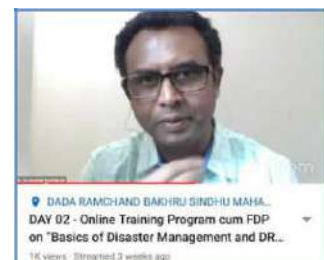 DADA RAMCHAND BAKHRU SINDHU MAHA...
DAY 02 - Online Training Program cum FDP
on "Basics of Disaster Management and DR...
1K views · Streamed 3 weeks ago